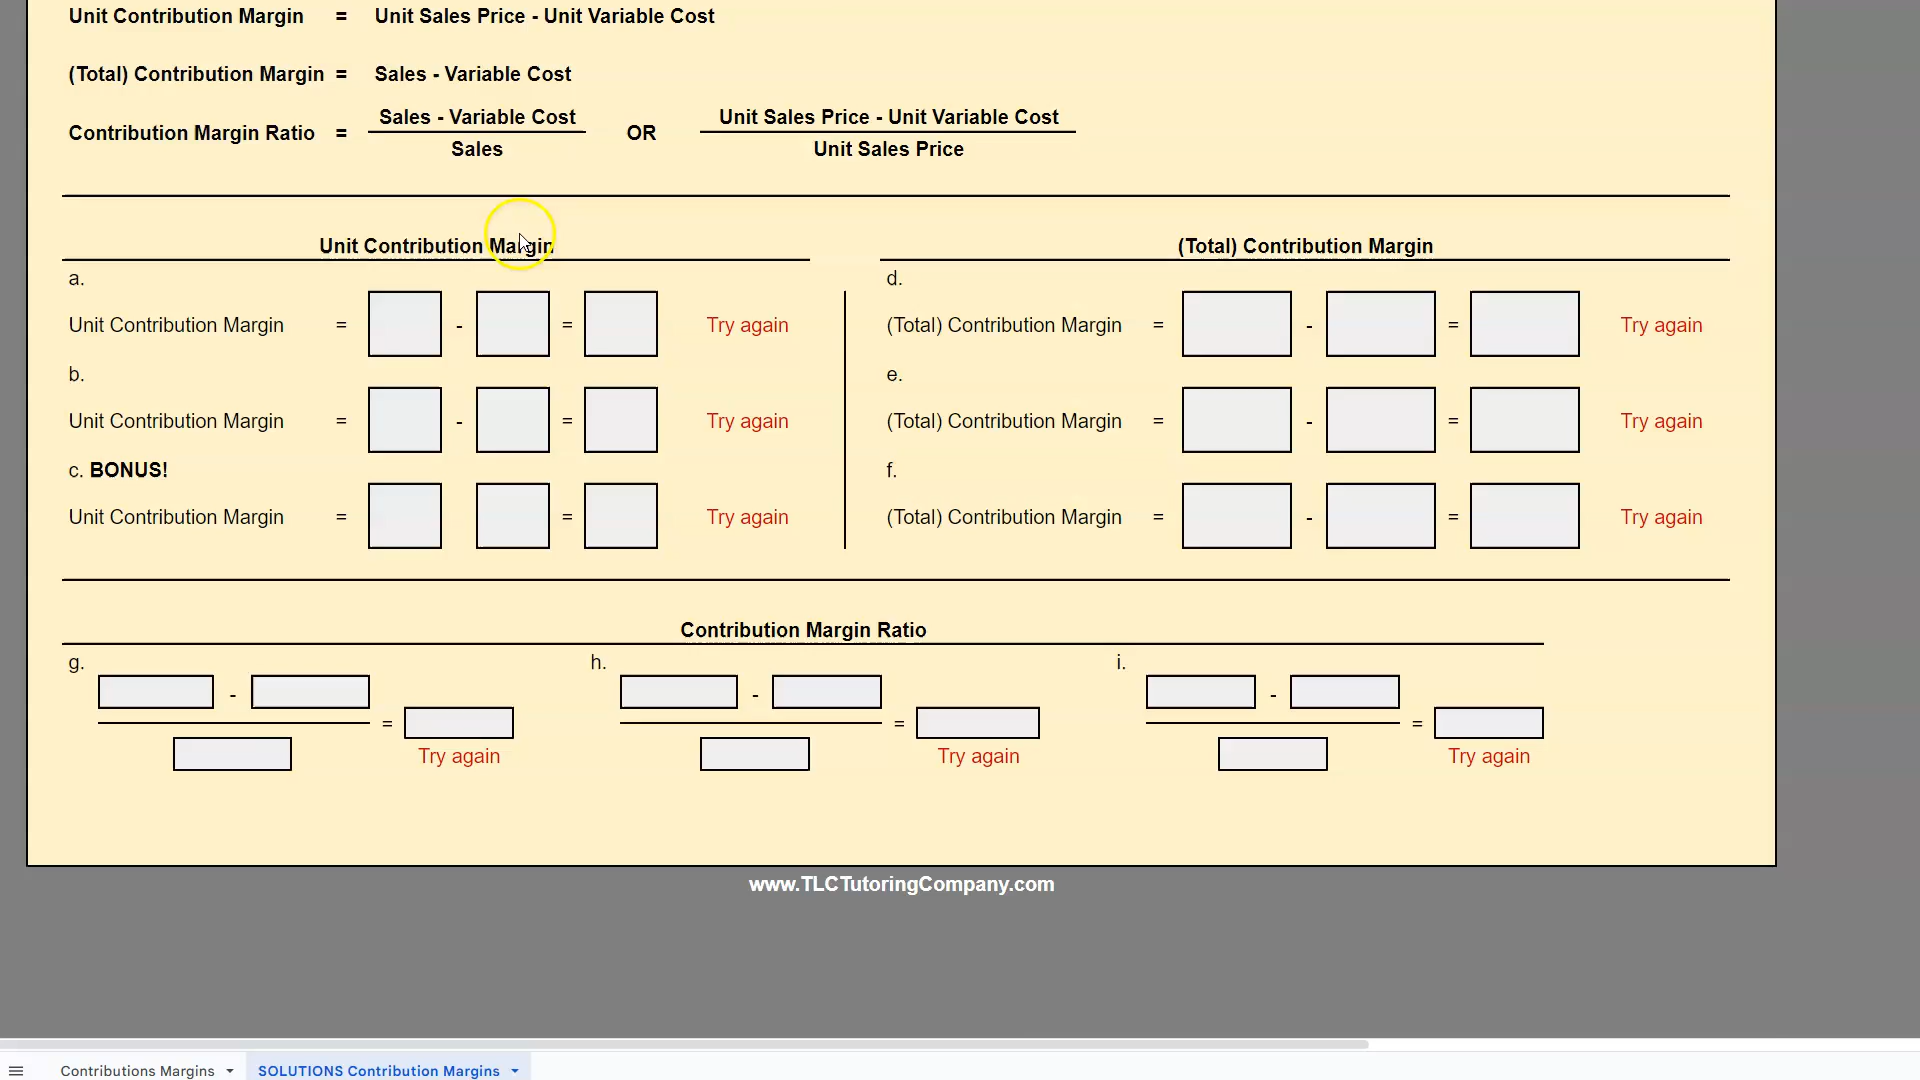 Unit Contribution Margin = Unit Sales Price - Unit Variable Cost
(Total) Contribution Margin = Sales - Variable Cost
Contribution Margin Ratio = Sales - Variable Cost OR Unit Sales Price - Unit Variable Cost
Sales Unit Sales Price
Unit Contribution Margin
a.
Unit Contribution Margin = - = Try again
b.
Unit Contribution Margin = - = Try again
c. BONUS!
Unit Contribution Margin = = Try again
(Total) Contribution Margin
d.
(Total) Contribution Margin = - = Try again
e.
(Total) Contribution Margin = - = Try again
f.
(Total) Contribution Margin = - = Try again
Contribution Margin Ratio
g.
- =
Try again
h.
- =
Try again
i.
- =
Try again
www.TLCTutoringCompany.com
Contributions Margins SOLUTIONS Contribution Margins